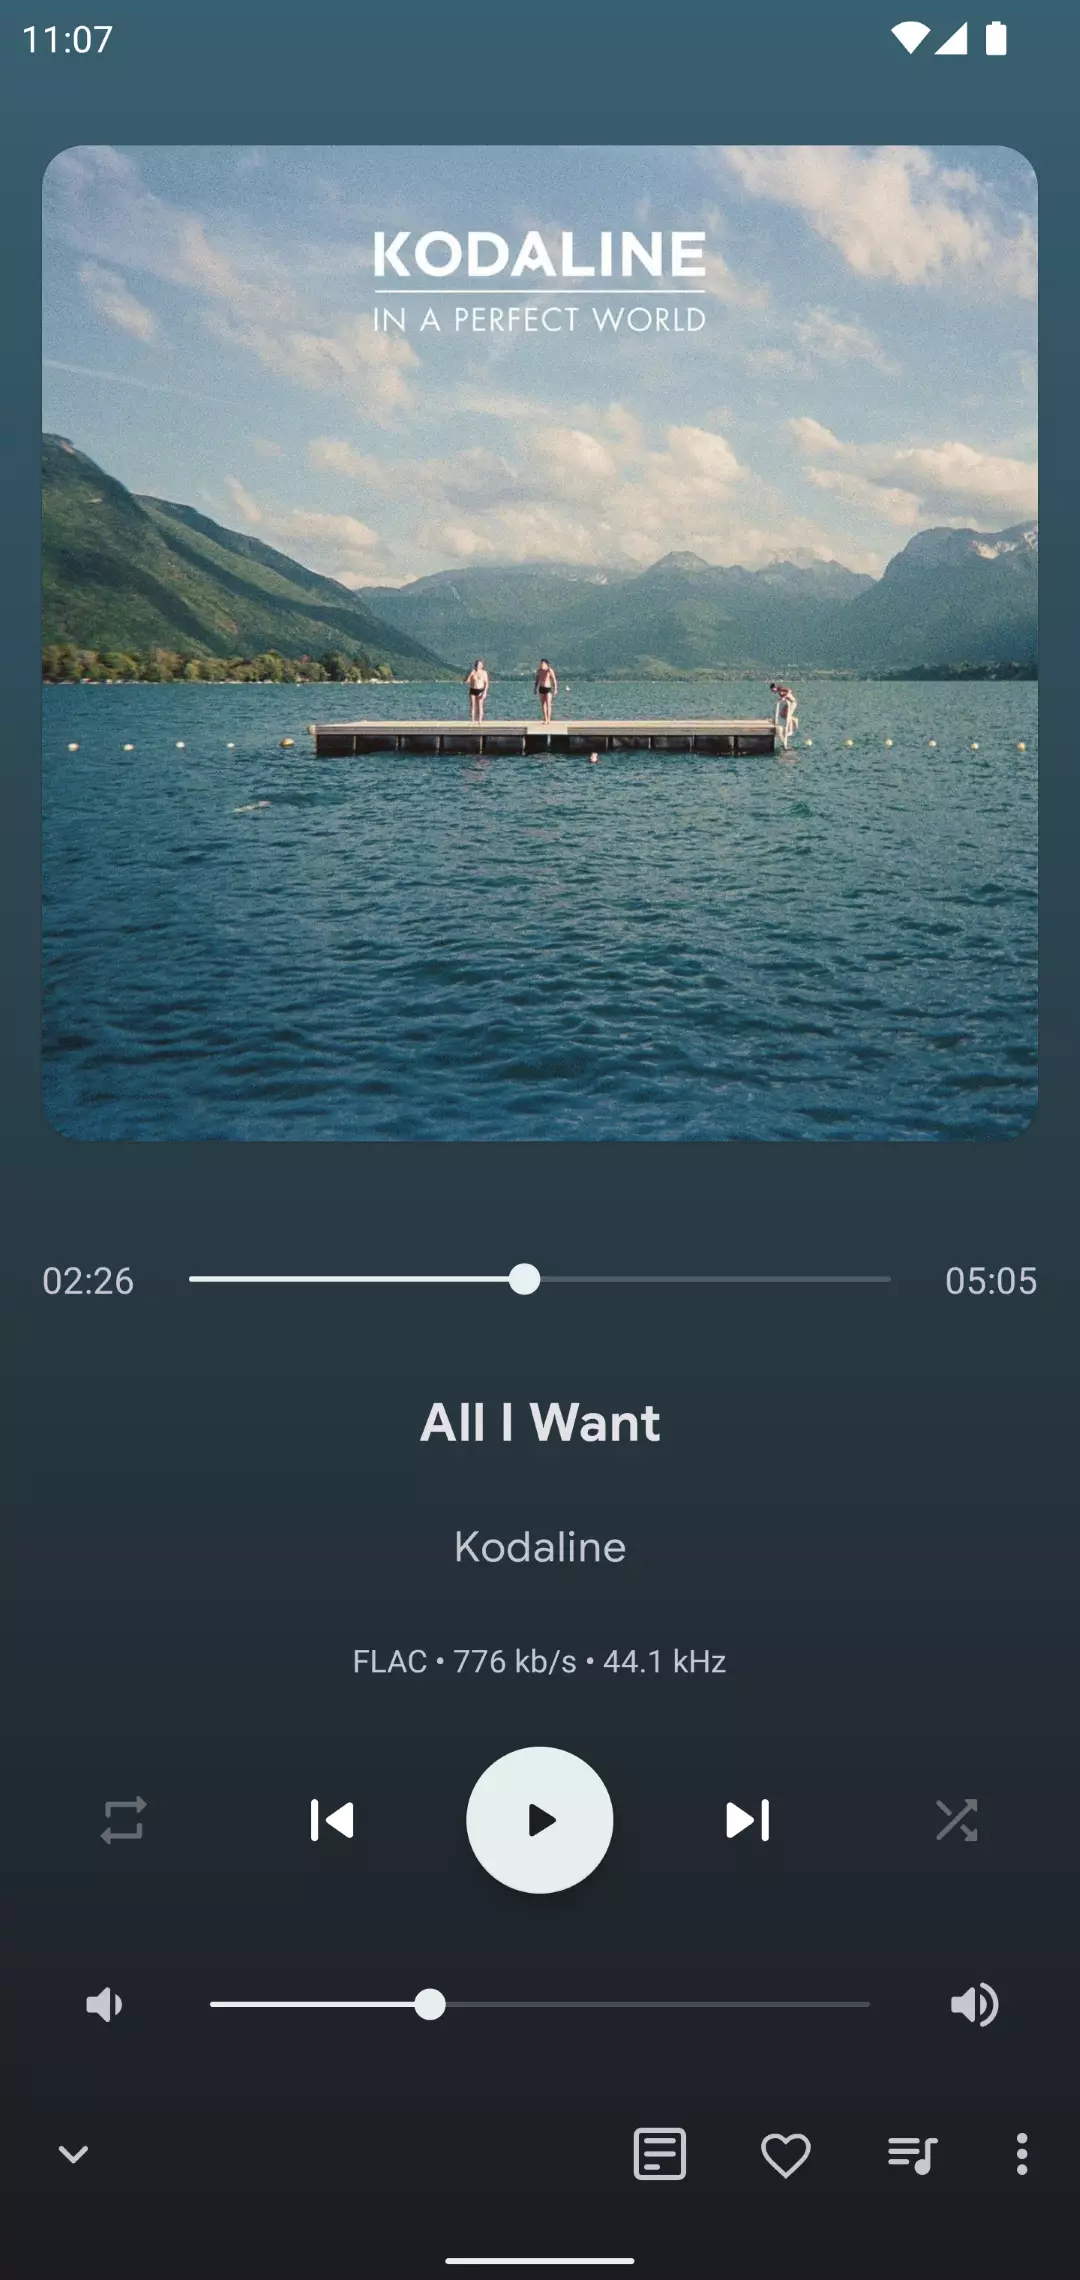 11:07
KODALINE
IN A PERFECT WORLD
02:26 05:05
All I Want
Kodaline
FLAC • 776 kb/s • 44.1 kHz